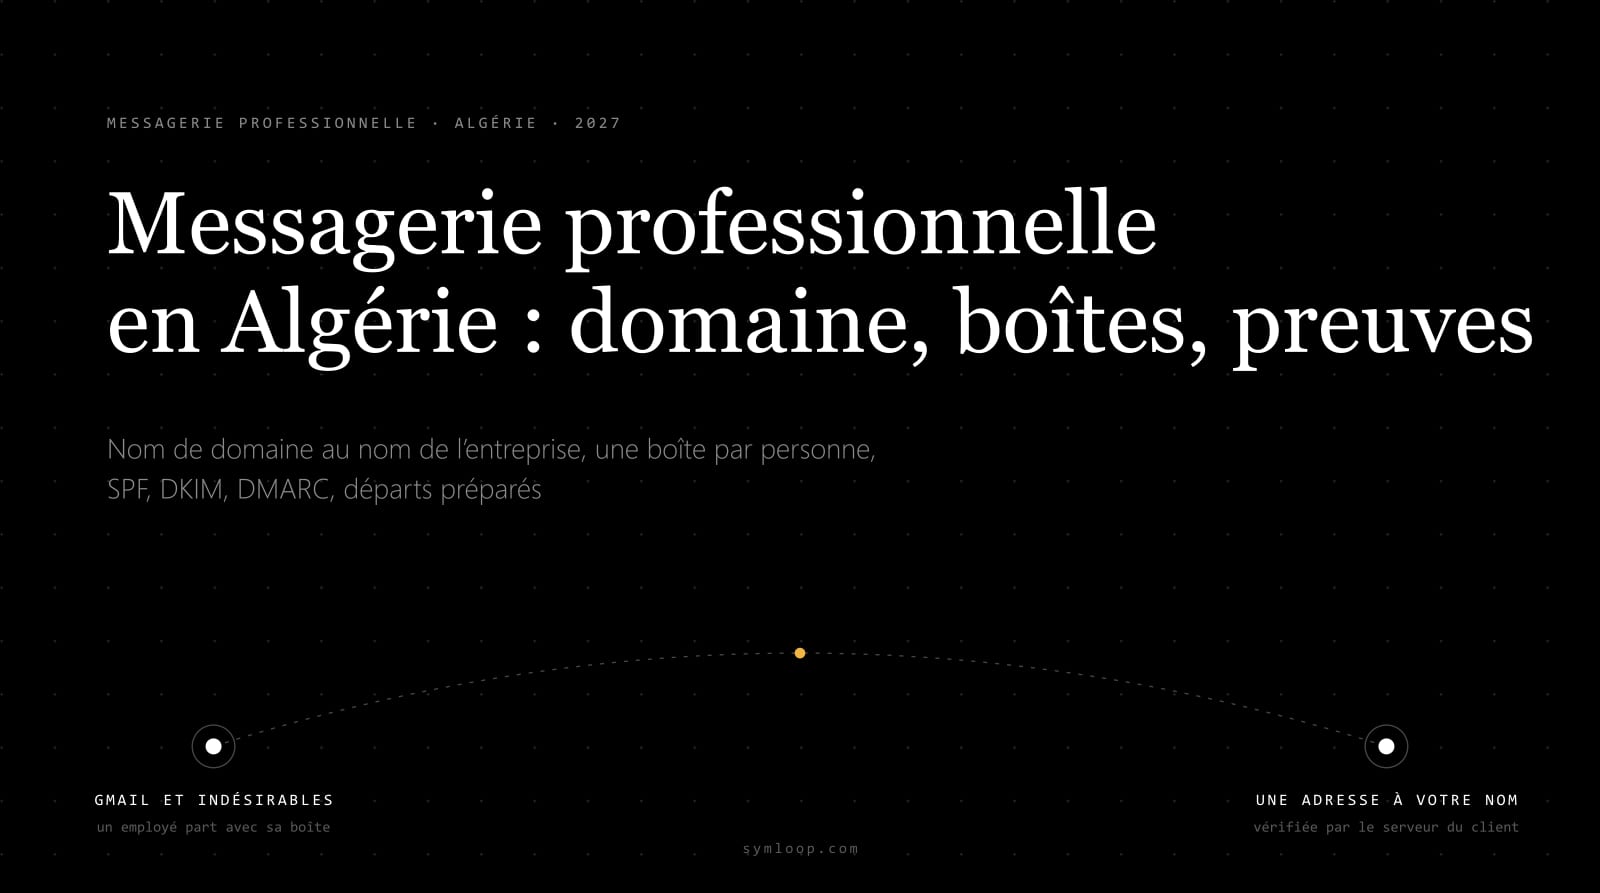 MESSAGERIE PROFESSIONNELLE · ALGÉRIE · 2027
Messagerie professionnelle
en Algérie : domaine, boîtes, preuves
Nom de domaine au nom de l’entreprise, une boîte par personne,
SPF, DKIM, DMARC, départs préparés
GMAIL ET INDÉSIRABLES
un employé part avec sa boîte
UNE ADRESSE À VOTRE NOM
vérifiée par le serveur du client
symloop.com